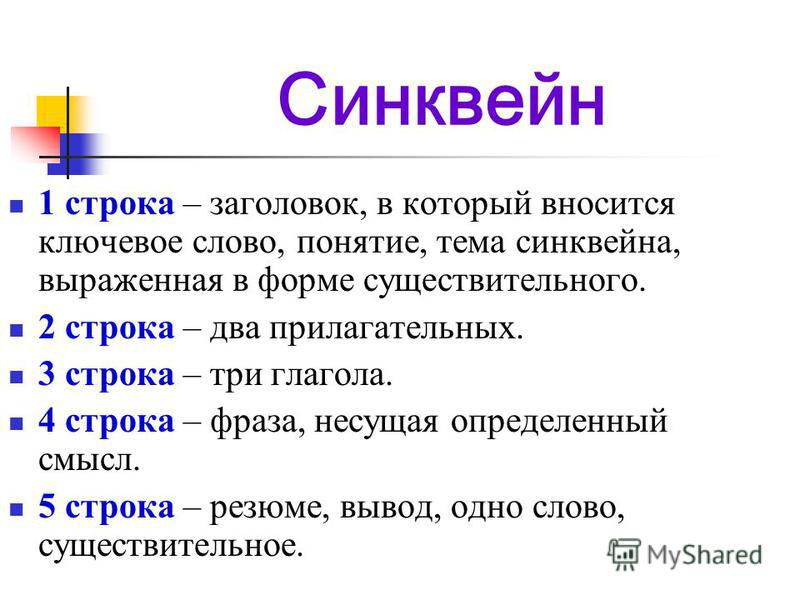 Синквейн
1 строка – заголовок, в который вносится
ключевое слово, понятие, тема синквейна,
выраженная в форме существительного.
2 строка – два прилагательных.
3 строка – три глагола.
4 строка – фраза, несущая определенный
смысл.
5 строка – резюме, вывод, одно слово,
существительное.
MyShared